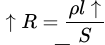 ↑ R = ρl ↑ / S
_